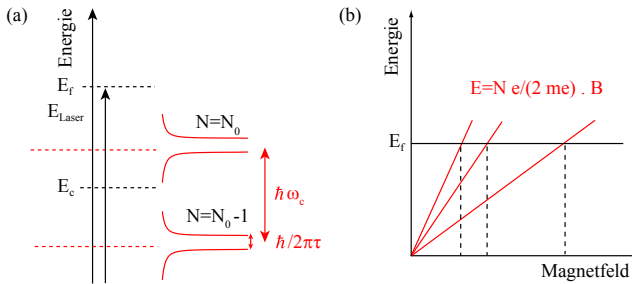 (a)
Energie
E_f
E_Laser
E_c
N=N_0
ℏω_c
N=N_0-1
ℏ/2πτ
(b)
Energie
E=N e/(2 me) . B
E_f
Magnetfeld